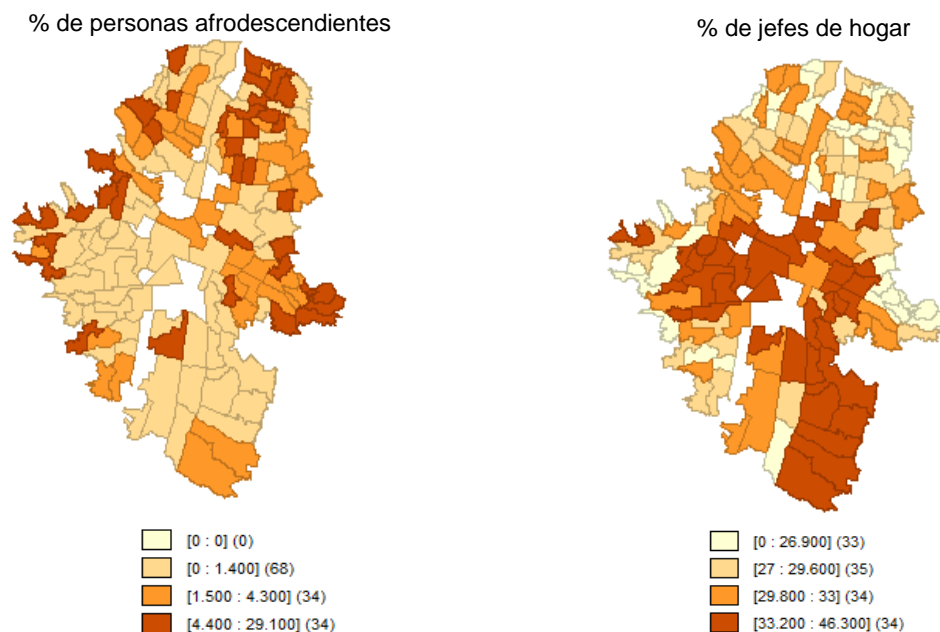 % de personas afrodescendientes
% de jefes de hogar
[0 : 0] (0)
[0 : 1.400] (68)
[1.500 : 4.300] (34)
[4.400 : 29.100] (34)
[0 : 26.900] (33)
[27 : 29.600] (35)
[29.800 : 33] (34)
[33.200 : 46.300] (34)